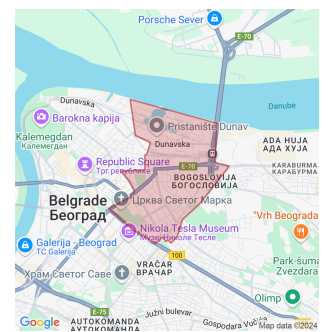 Porsche Sever
E-70
Dunavska
Danube
Barokna kapija
Pristanište Dunav
Kalemegdan
Калемегдан
Dunavska
ADA HUJA
АДА ХУЈА
Republic Square
Трг републике
E-70
KARABURMA
КАРАБУРМА
BOGOSLOVIJA
БОГОСЛОВИЈА
Belgrade
Београд
Црква Светог Марка
"Vrh Beograda
Nikola Tesla Museum
Музеј Николе Тесле
Galerija - Beograd
TC Galerija
100
VRAČAR
ВРАЧАР
Park-šuma
Zvezdara
Храм Светог Саве
Olimp
E-75
Južni bulevar
Gospodara Vučića
AUTOKOMANDA
АУТОКОМАНДА
Google
Map data ©2024